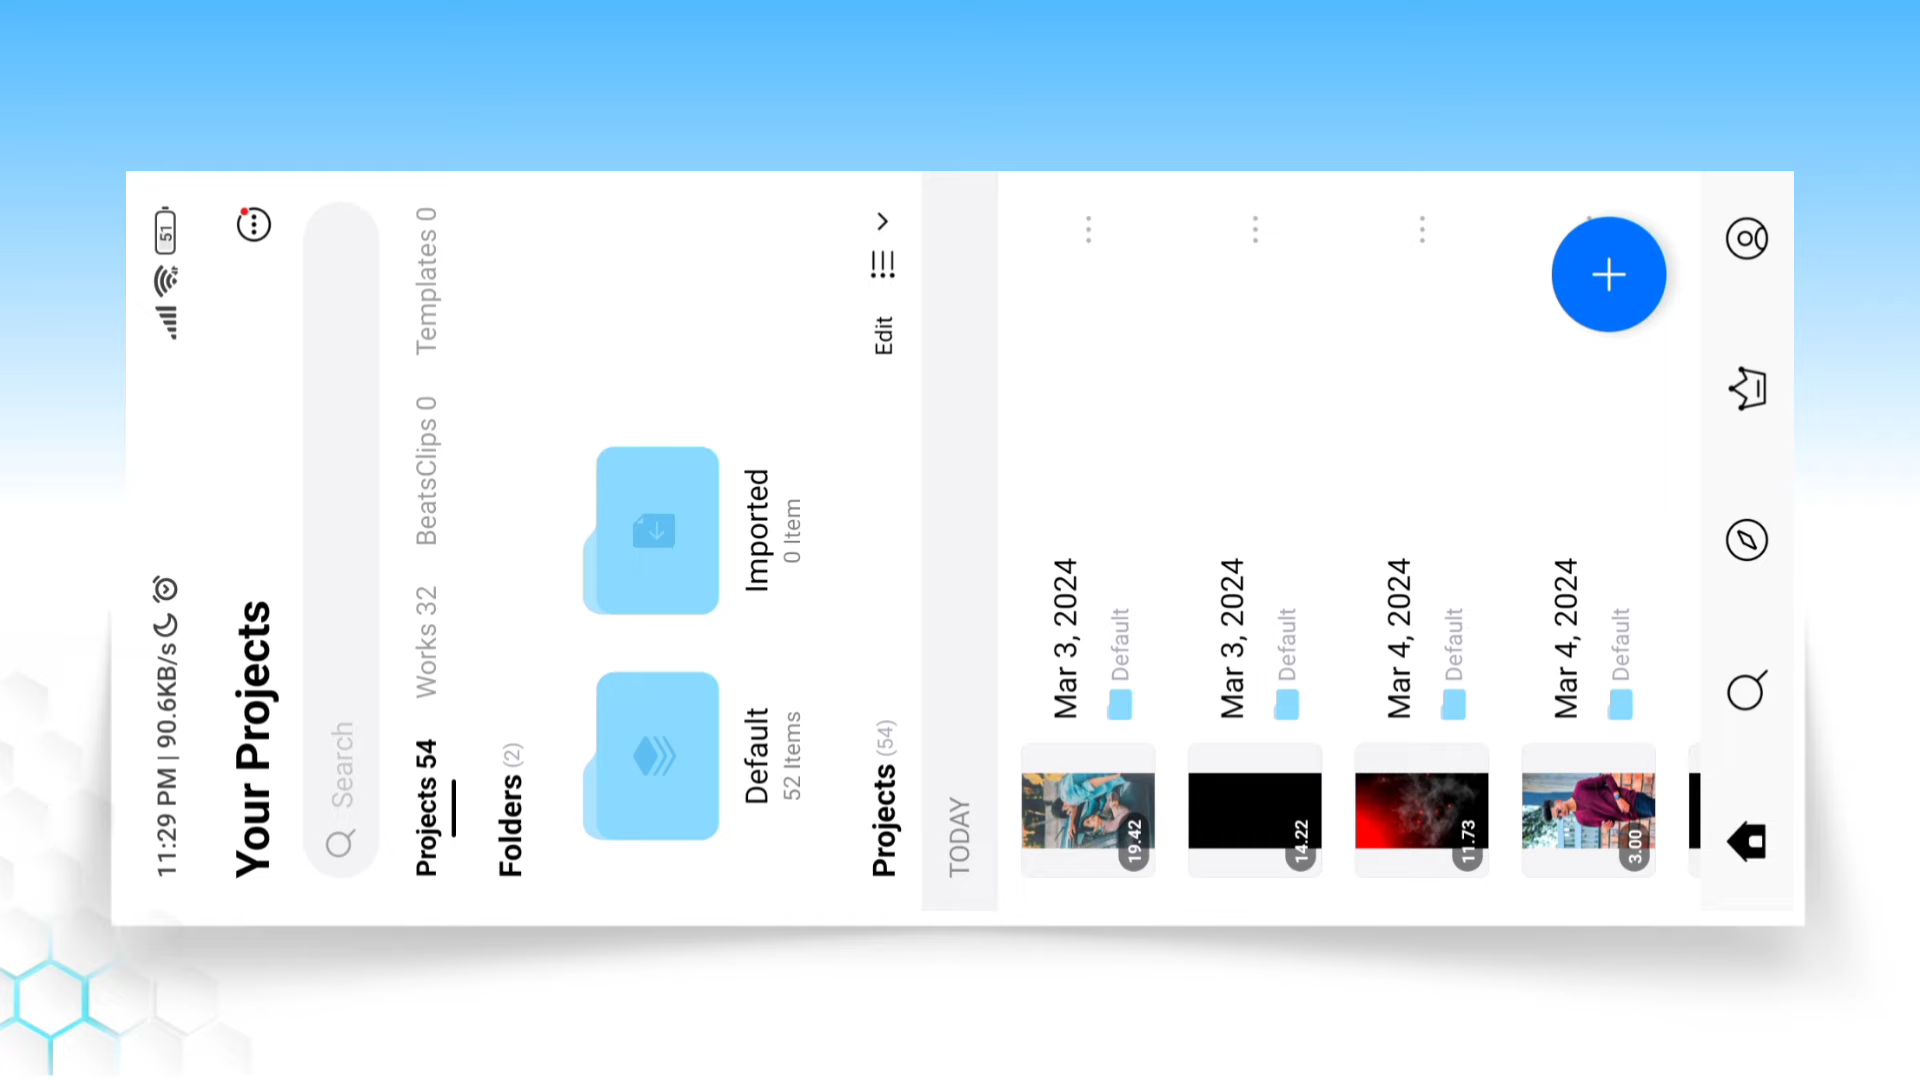 11:29 PM | 90.6KB/s
51
Your Projects
Search
Projects 54 Works 32 BeatsClips 0 Templates 0
Folders (2)
Default Imported
52 Items 0 Item
Projects (54) Edit
TODAY
Mar 3, 2024
Default
19.42
Mar 3, 2024
Default
14.22
Mar 4, 2024
Default
11.73
Mar 4, 2024
Default
3.00